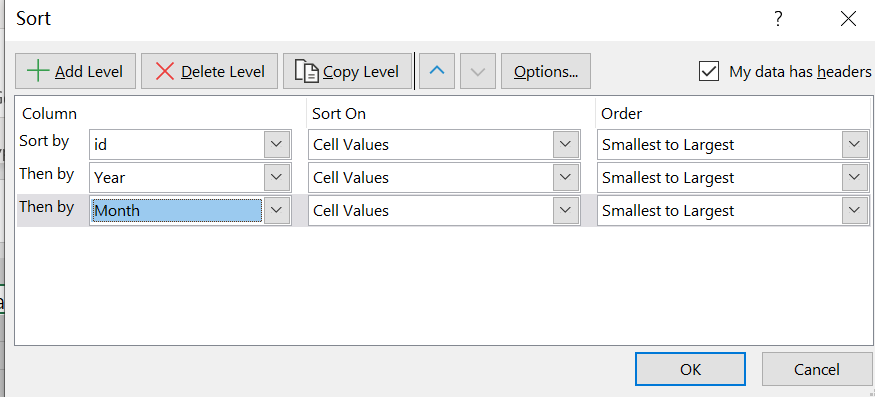 Sort ?
Add Level Delete Level Copy Level Options... My data has headers
Column Sort On Order
Sort by id Cell Values Smallest to Largest
Then by Year Cell Values Smallest to Largest
Then by Month Cell Values Smallest to Largest
OK Cancel